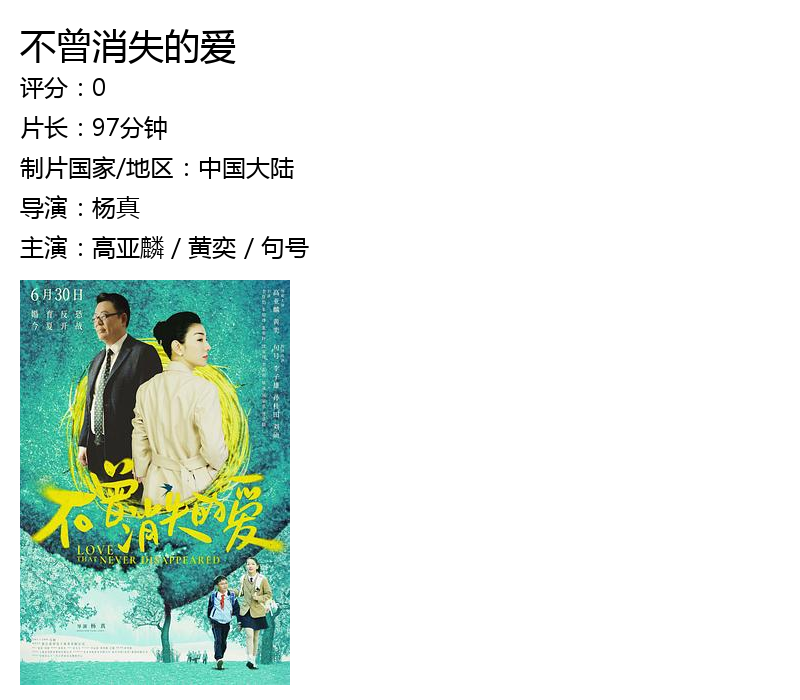 不曾消失的爱
评分：0
片长：97分钟
制片国家/地区：中国大陆
导演：杨真
主演：高亚麟 / 黄奕 / 句号
6月30日
婚育反恐
今夏开战
高亚麟 黄奕 句号 李子雄 孙桂田 刘硕
不曾消失的爱
LOVE
THAT NEVER DISAPPEARED
导演 杨真